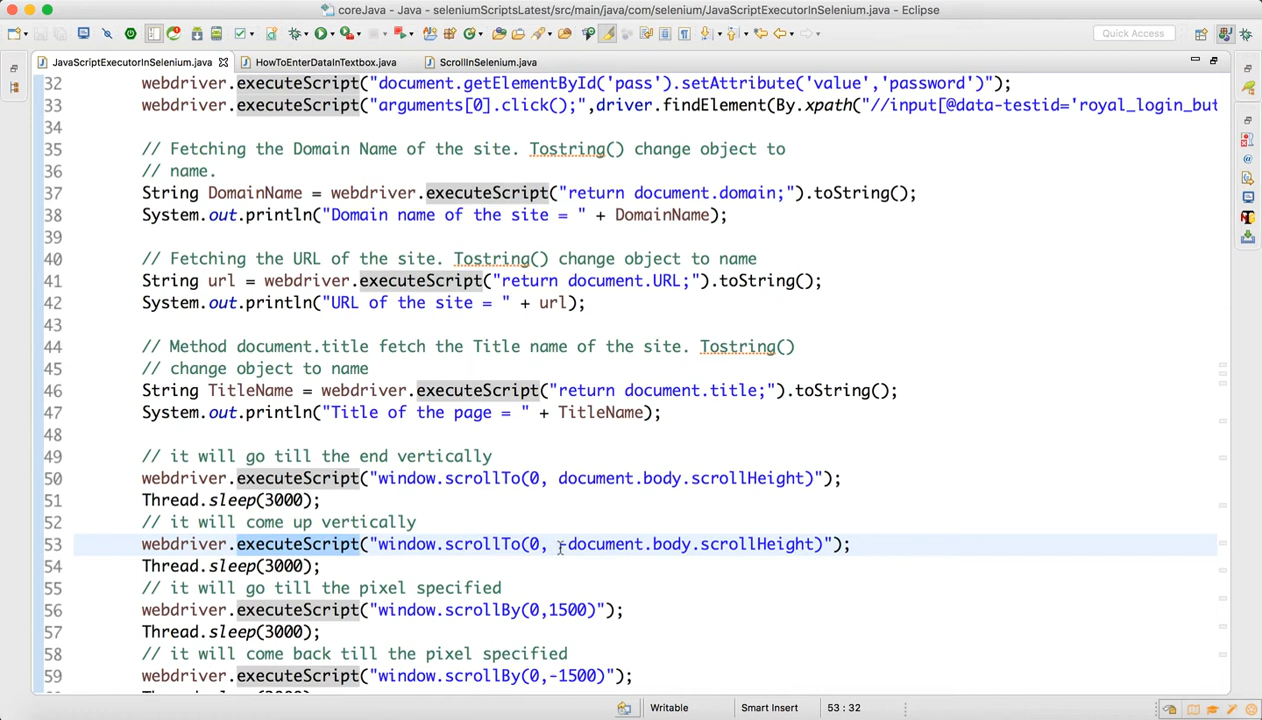 coreJava - Java - seleniumScriptsLatest/src/main/java/com/selenium/JavaScriptExecutorInSelenium.java - Eclipse
Quick Access
JavaScriptExecutorInSelenium.java HowToEnterDataInTextbox.java ScrollInSelenium.java
32 webdriver.executeScript("document.getElementById('pass').setAttribute('value','password')");
33 webdriver.executeScript("arguments[0].click();",driver.findElement(By.xpath("//input[@data-testid='royal_login_but
34
35 // Fetching the Domain Name of the site. Tostring() change object to
36 // name.
37 String DomainName = webdriver.executeScript("return document.domain;").toString();
38 System.out.println("Domain name of the site = " + DomainName);
39
40 // Fetching the URL of the site. Tostring() change object to name
41 String url = webdriver.executeScript("return document.URL;").toString();
42 System.out.println("URL of the site = " + url);
43
44 // Method document.title fetch the Title name of the site. Tostring()
45 // change object to name
46 String TitleName = webdriver.executeScript("return document.title;").toString();
47 System.out.println("Title of the page = " + TitleName);
48
49 // it will go till the end vertically
50 webdriver.executeScript("window.scrollTo(0, document.body.scrollHeight)");
51 Thread.sleep(3000);
52 // it will come up vertically
53 webdriver.executeScript("window.scrollTo(0, -document.body.scrollHeight)");
54 Thread.sleep(3000);
55 // it will go till the pixel specified
56 webdriver.executeScript("window.scrollBy(0,1500)");
57 Thread.sleep(3000);
58 // it will come back till the pixel specified
59 webdriver.executeScript("window.scrollBy(0,-1500)");
Writable Smart Insert 53 : 32